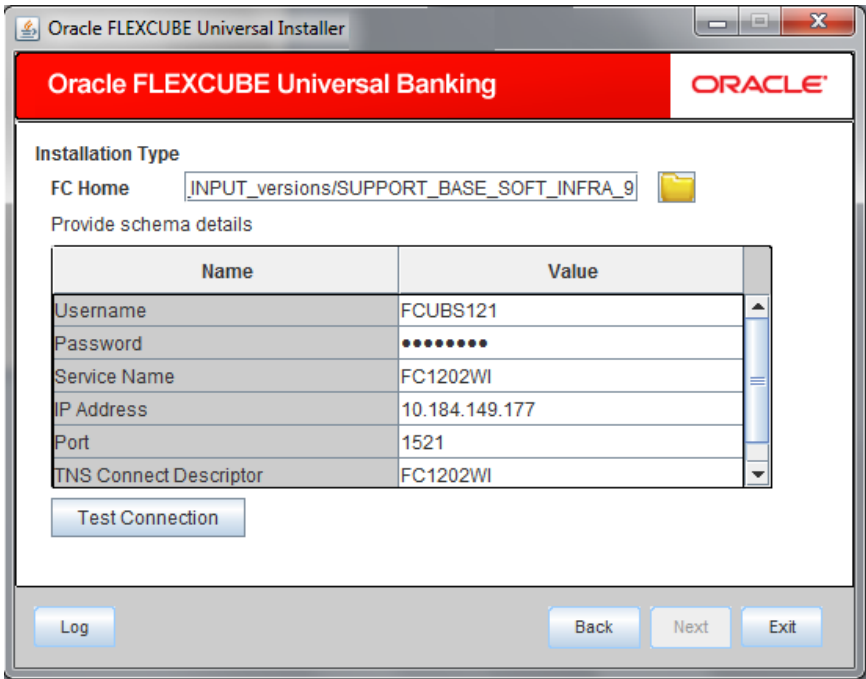 Oracle FLEXCUBE Universal Installer
Oracle FLEXCUBE Universal Banking
ORACLE®
Installation Type
FC Home INPUT_versions/SUPPORT_BASE_SOFT_INFRA_9
Provide schema details
Name Value
Username FCUBS121
Password ●●●●●●●●
Service Name FC1202WI
IP Address 10.184.149.177
Port 1521
TNS Connect Descriptor FC1202WI
Test Connection
Log Back Next Exit